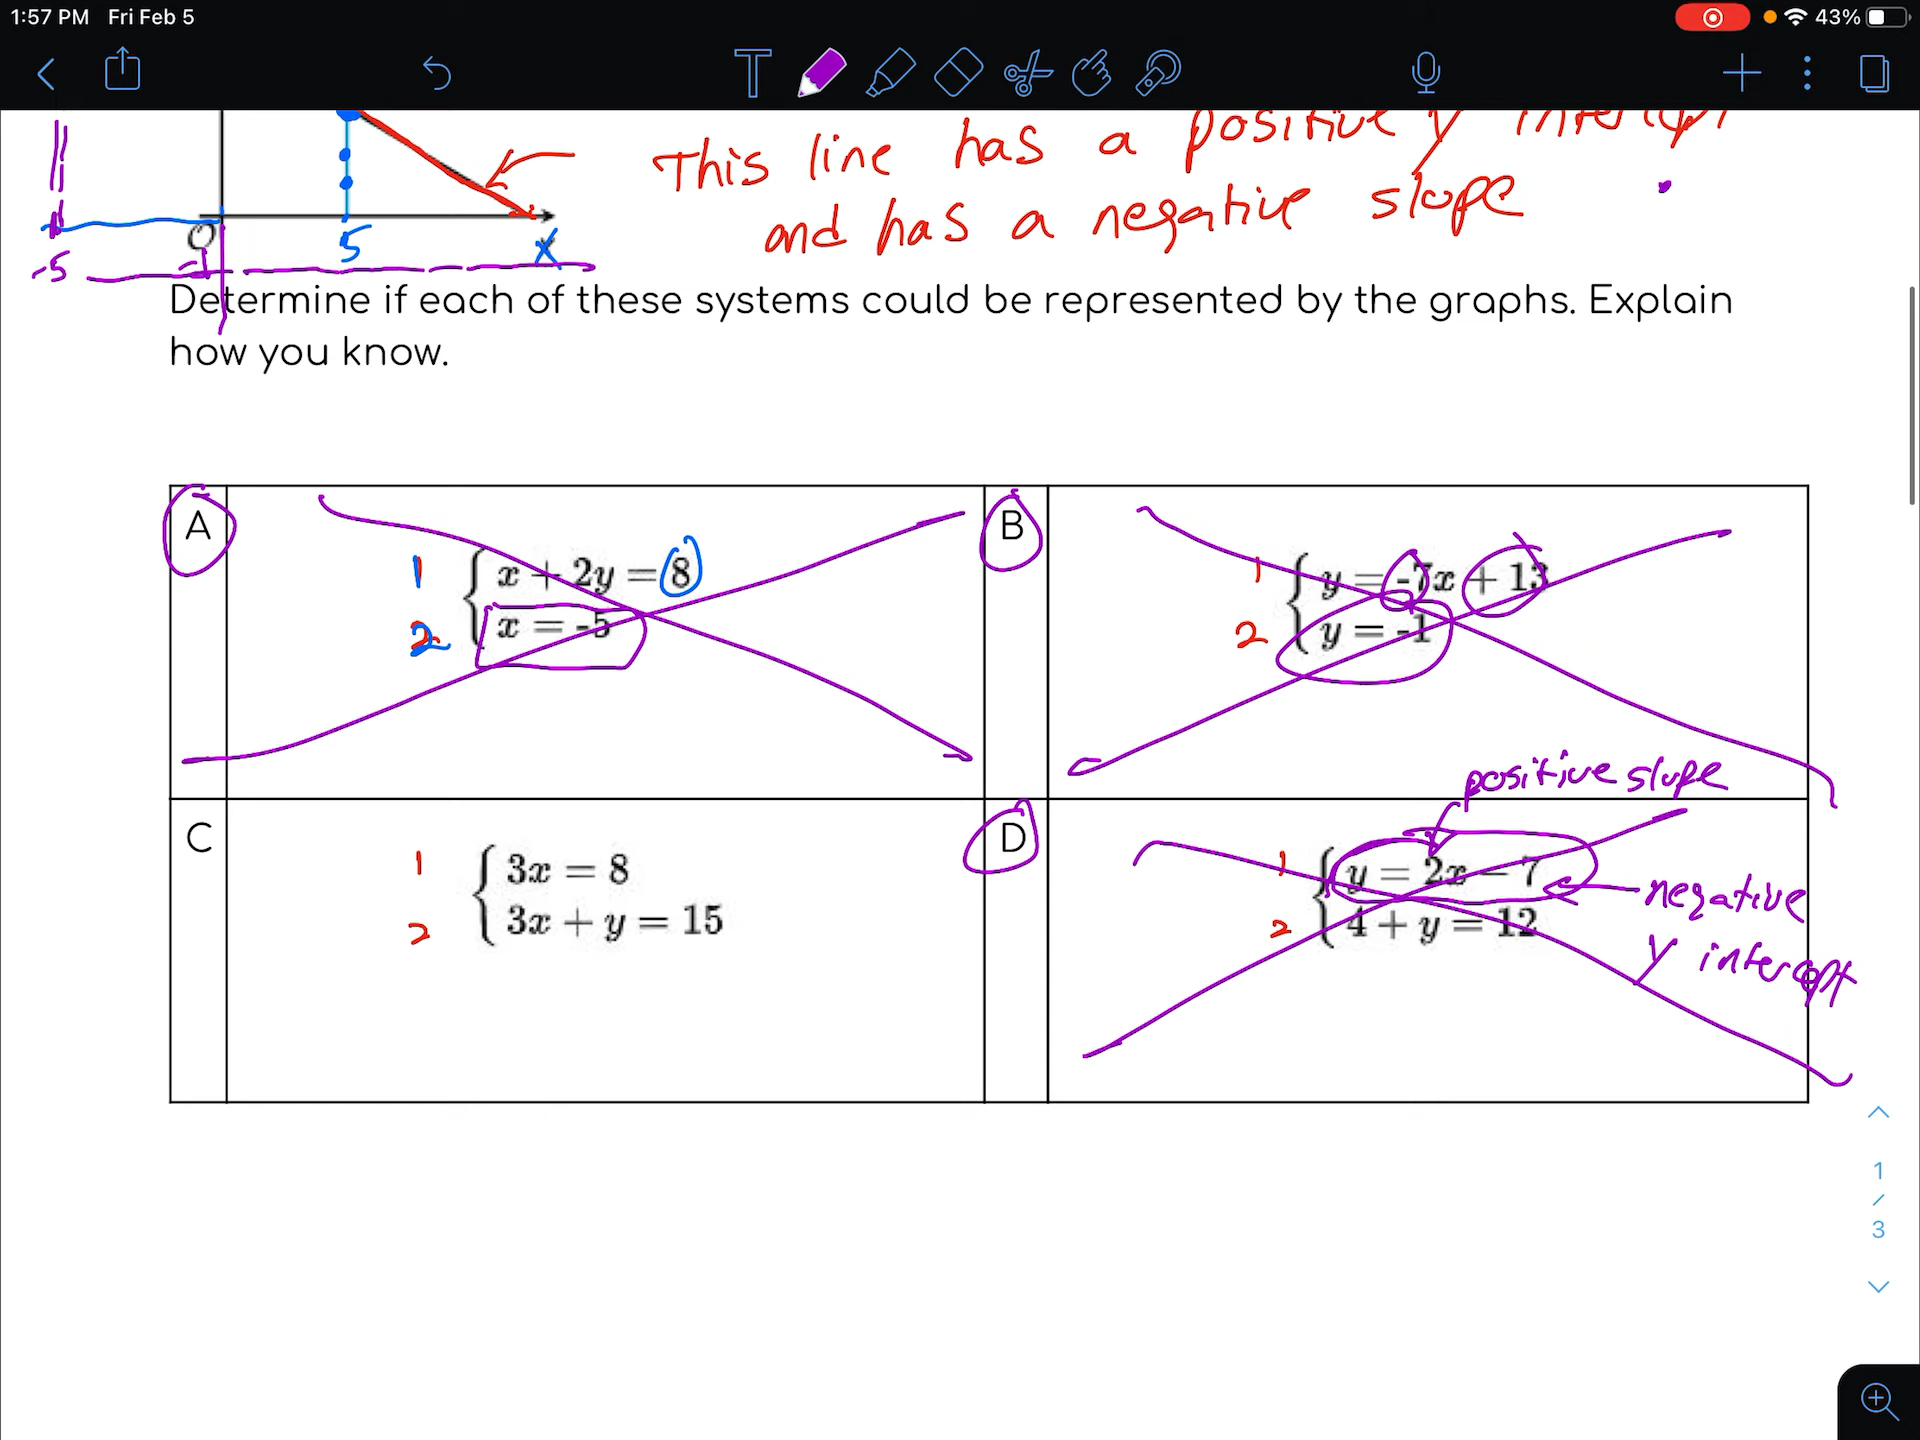 1:57 PM Fri Feb 5
43%
T
This line has a positive y intercept
and has a negative slope
O
5
x
-5
-1
Determine if each of these systems could be represented by the graphs. Explain
how you know.
A
1 x + 2y = 8
2 x = -5
B
1 y = -7x + 13
2 y = -1
C
1 3x = 8
2 3x + y = 15
positive slope
D
1 y = 2x - 7
2 4 + y = 12
negative
y intercept
1
/
3